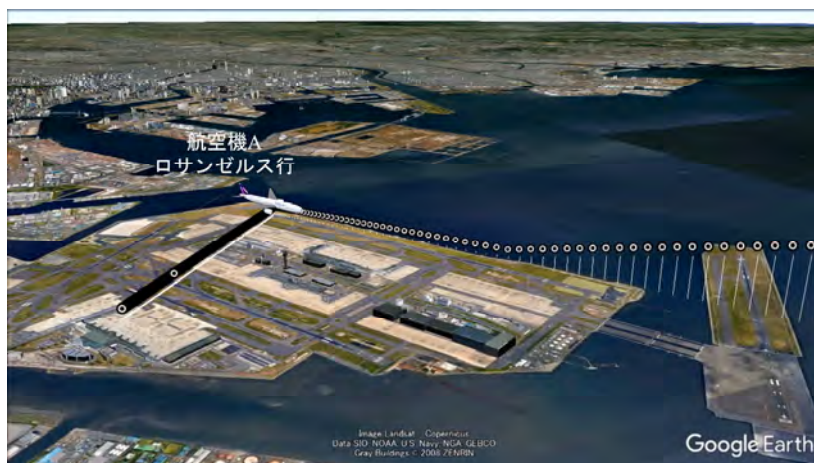 航空機A
ロサンゼルス行
Image Landsat / Copernicus
Data SIO, NOAA, U.S. Navy, NGA, GEBCO
Gray Buildings © 2008 ZENRIN
Google Earth